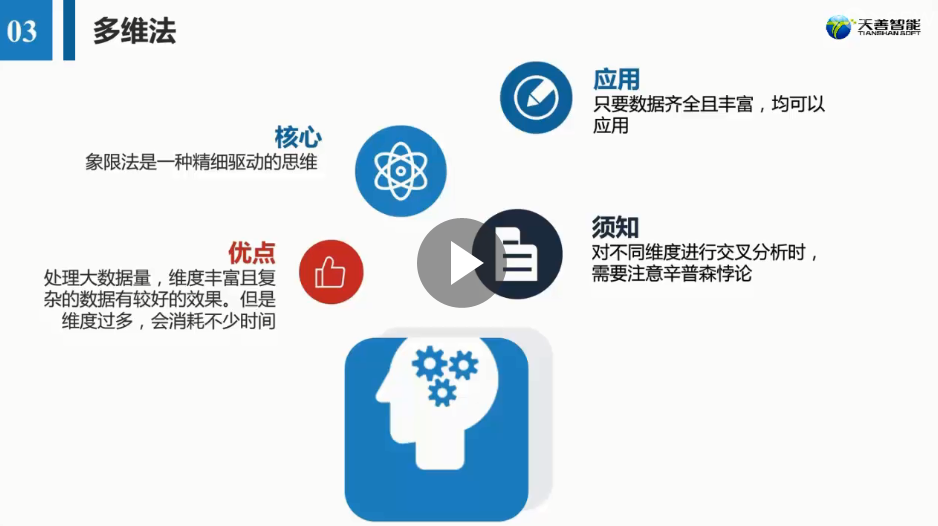 03
多维法
天善智能
TIANSHAN SOFT
应用
只要数据齐全且丰富，均可以
应用
核心
象限法是一种精细驱动的思维
须知
对不同维度进行交叉分析时，
需要注意辛普森悖论
优点
处理大数据量，维度丰富且复
杂的数据有较好的效果。但是
维度过多，会消耗不少时间